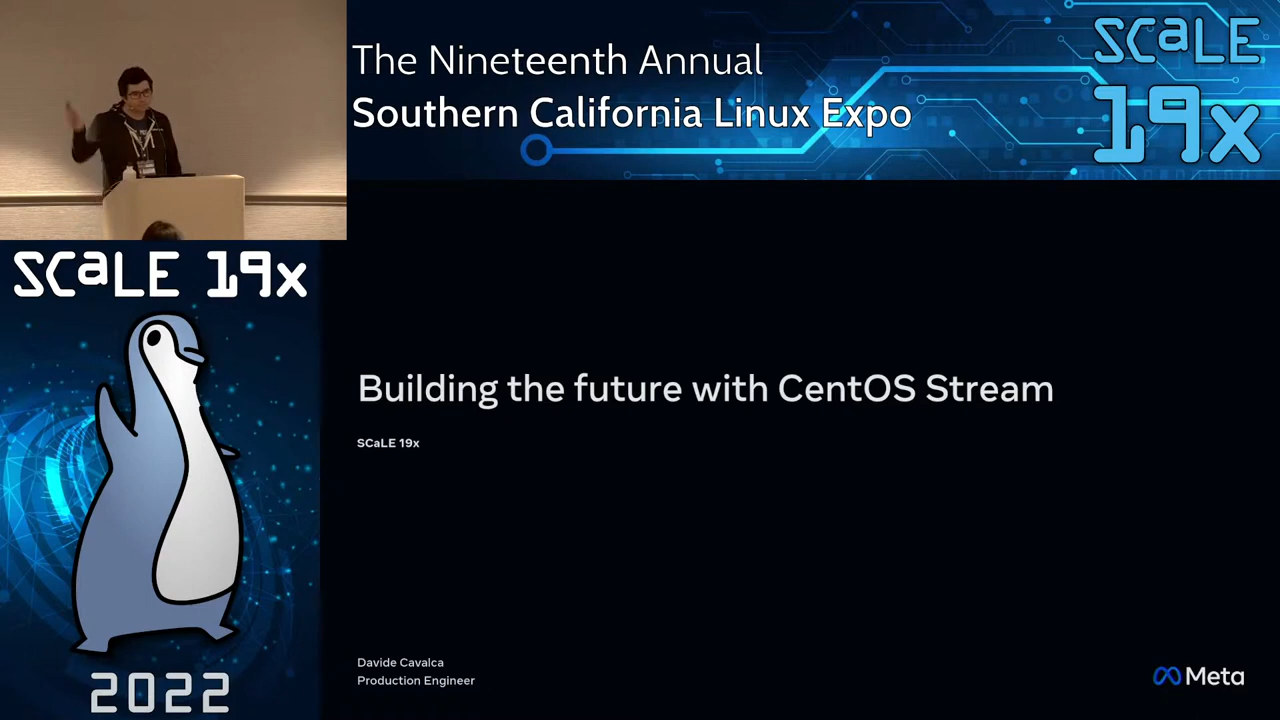 The Nineteenth Annual
Southern California Linux Expo
SCaLE
19x
SCaLE 19x
2022
Building the future with CentOS Stream
SCaLE 19x
Davide Cavalca
Production Engineer
Meta